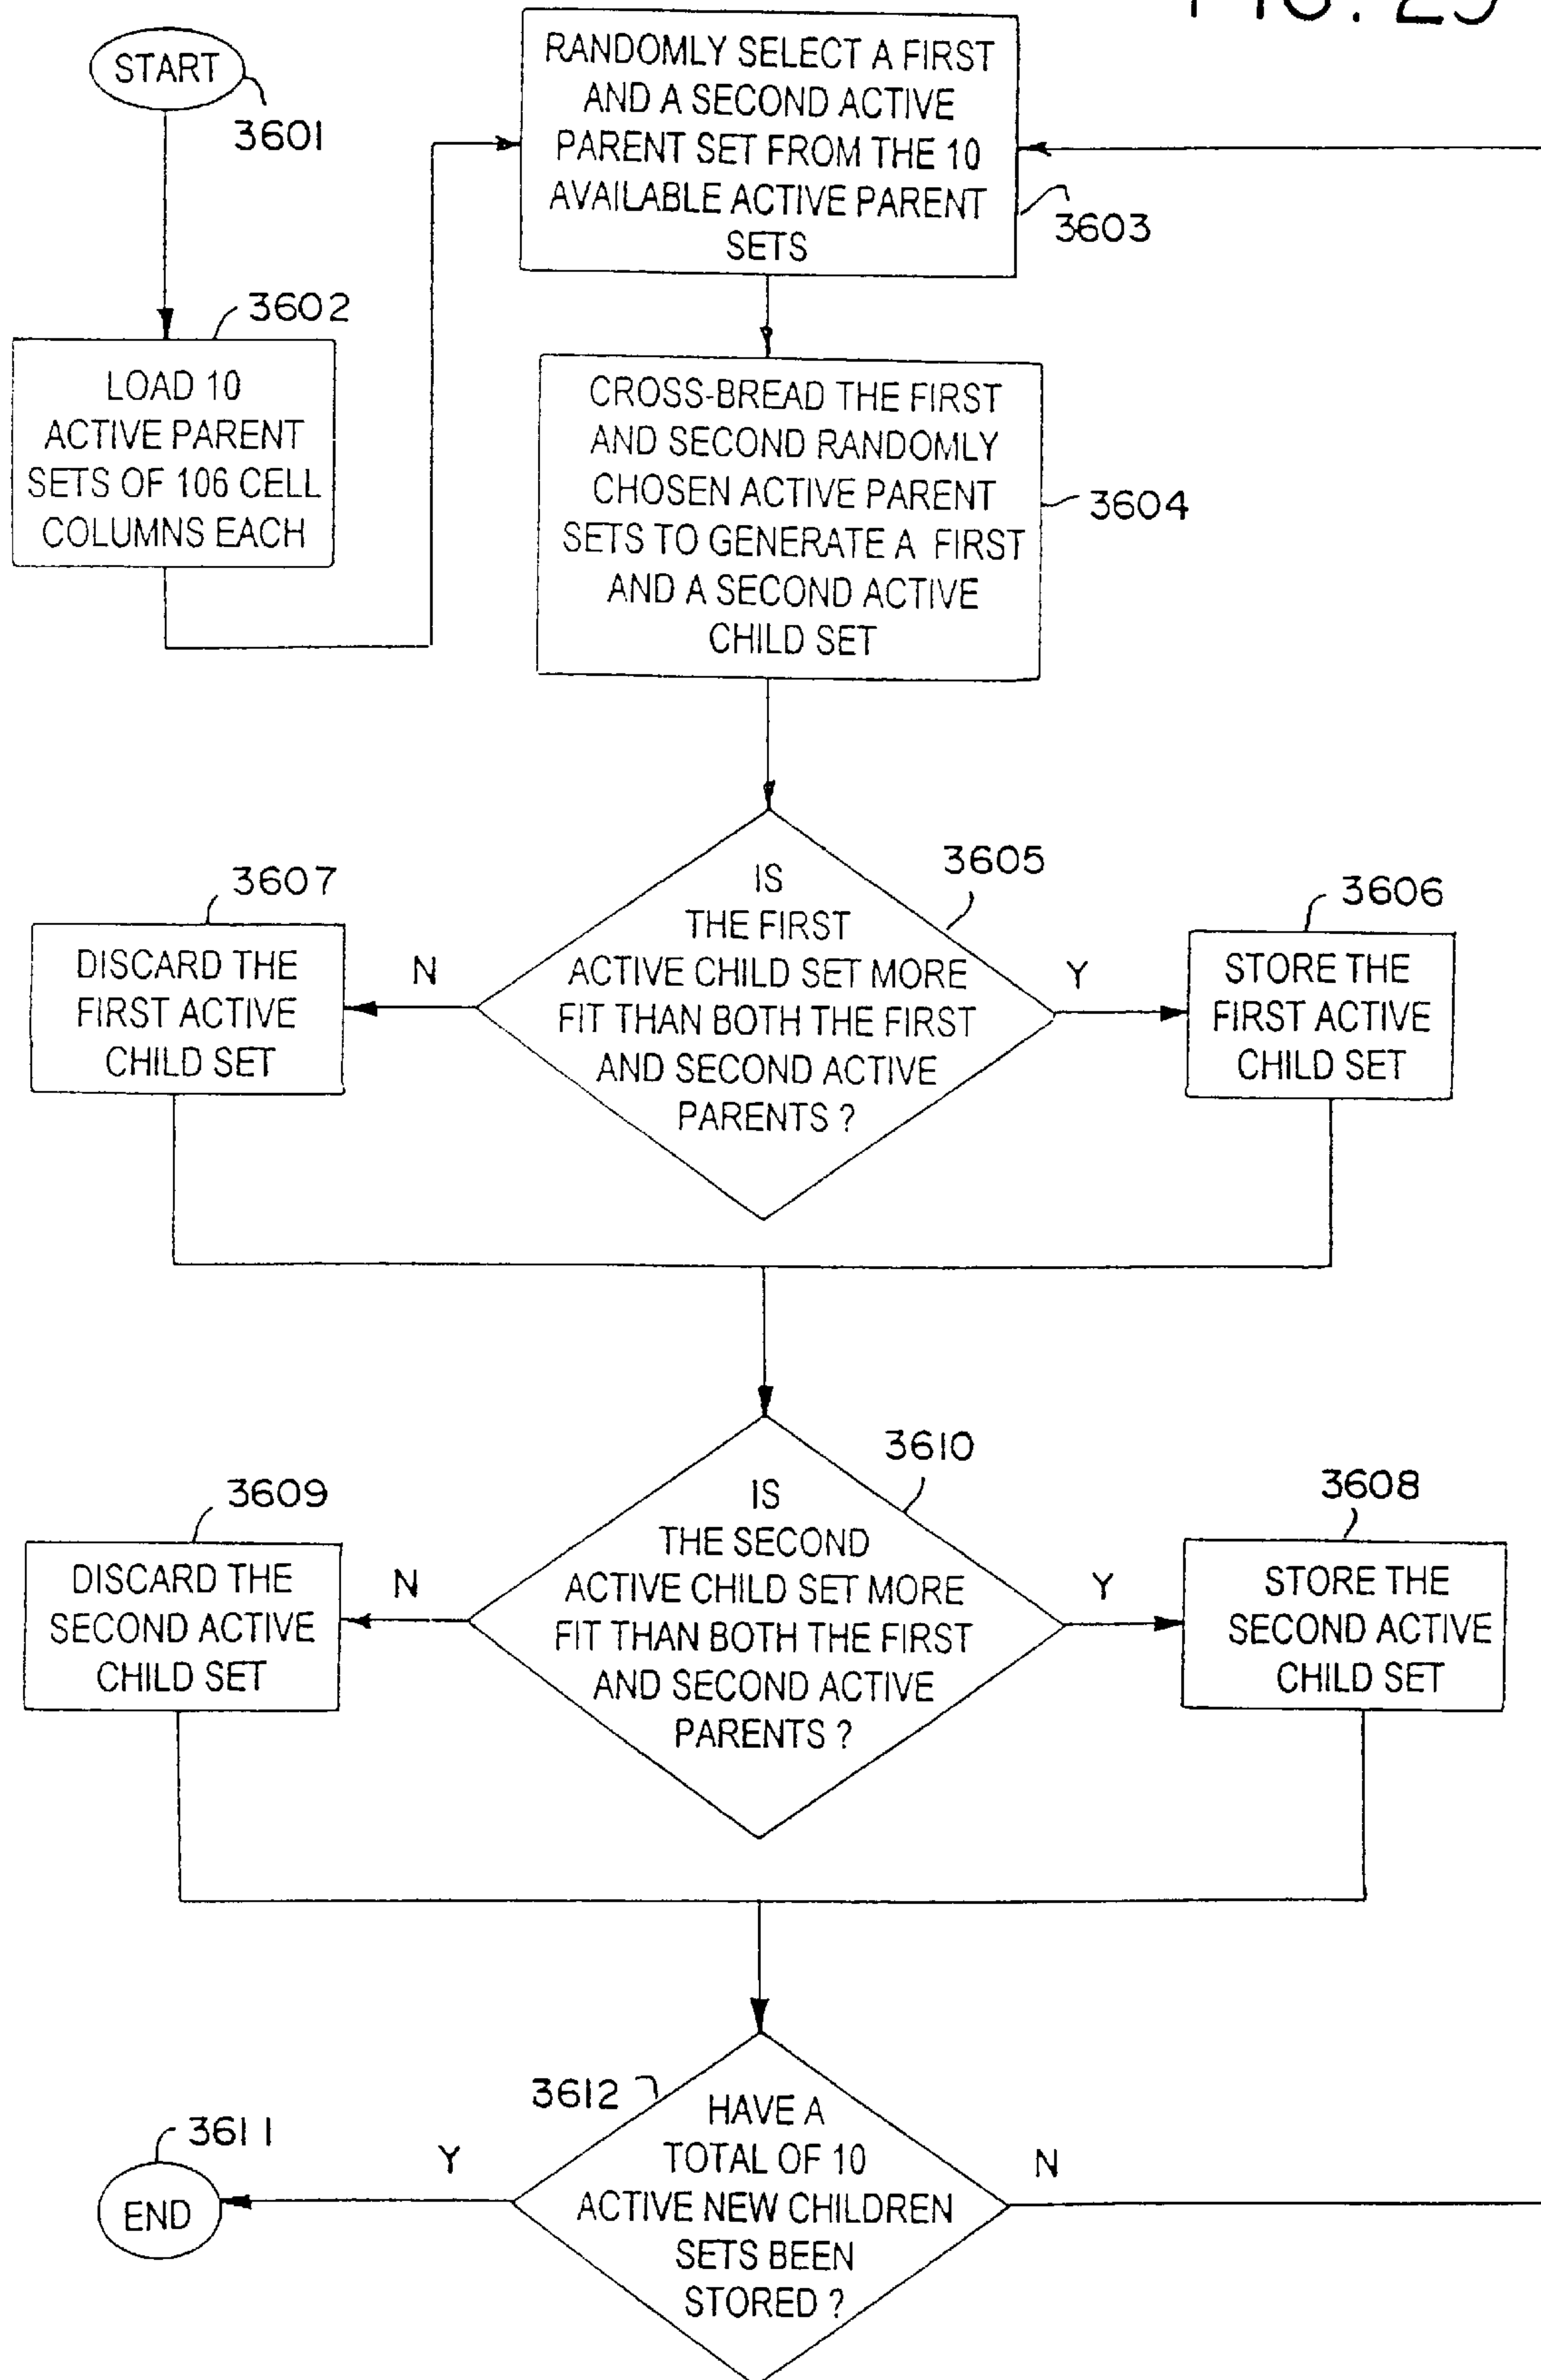 FIG. 29
START
3601
3602
LOAD 10
ACTIVE PARENT
SETS OF 106 CELL
COLUMNS EACH
RANDOMLY SELECT A FIRST
AND A SECOND ACTIVE
PARENT SET FROM THE 10
AVAILABLE ACTIVE PARENT
SETS
3603
CROSS-BREAD THE FIRST
AND SECOND RANDOMLY
CHOSEN ACTIVE PARENT
SETS TO GENERATE A FIRST
AND A SECOND ACTIVE
CHILD SET
3604
3605
IS
THE FIRST
ACTIVE CHILD SET MORE
FIT THAN BOTH THE FIRST
AND SECOND ACTIVE
PARENTS ?
N
3607
DISCARD THE
FIRST ACTIVE
CHILD SET
Y
3606
STORE THE
FIRST ACTIVE
CHILD SET
3610
IS
THE SECOND
ACTIVE CHILD SET MORE
FIT THAN BOTH THE FIRST
AND SECOND ACTIVE
PARENTS ?
N
3609
DISCARD THE
SECOND ACTIVE
CHILD SET
Y
3608
STORE THE
SECOND ACTIVE
CHILD SET
3612
HAVE A
TOTAL OF 10
ACTIVE NEW CHILDREN
SETS BEEN
STORED ?
Y
3611
END
N